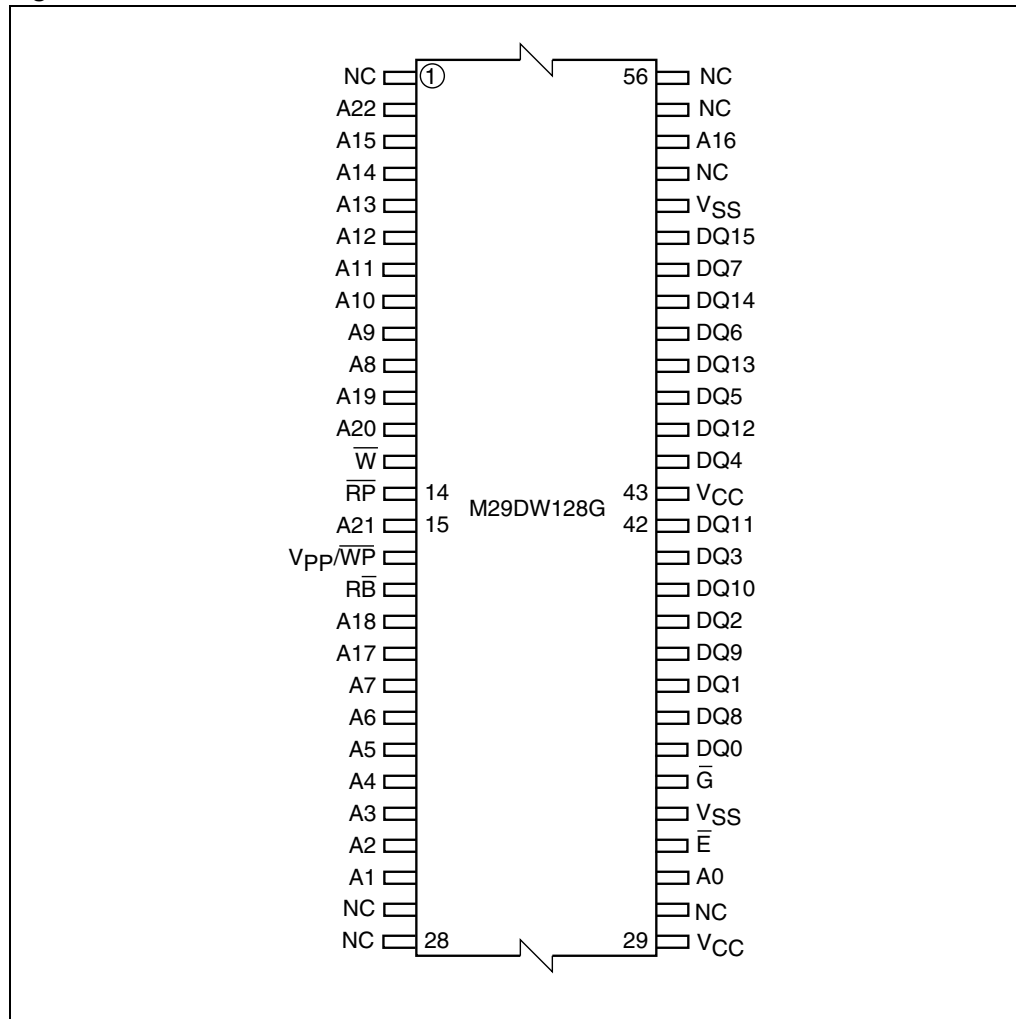 NC ① 56 NC
A22 NC
A15 A16
A14 NC
A13 VSS
A12 DQ15
A11 DQ7
A10 DQ14
A9 DQ6
A8 DQ13
A19 DQ5
A20 DQ12
W̅ DQ4
R̅P̅ 14 43 VCC
M29DW128G
A21 15 42 DQ11
VPP/W̅P̅ DQ3
RB̅ DQ10
A18 DQ2
A17 DQ9
A7 DQ1
A6 DQ8
A5 DQ0
A4 G̅
A3 VSS
A2 E̅
A1 A0
NC NC
NC 28 29 VCC